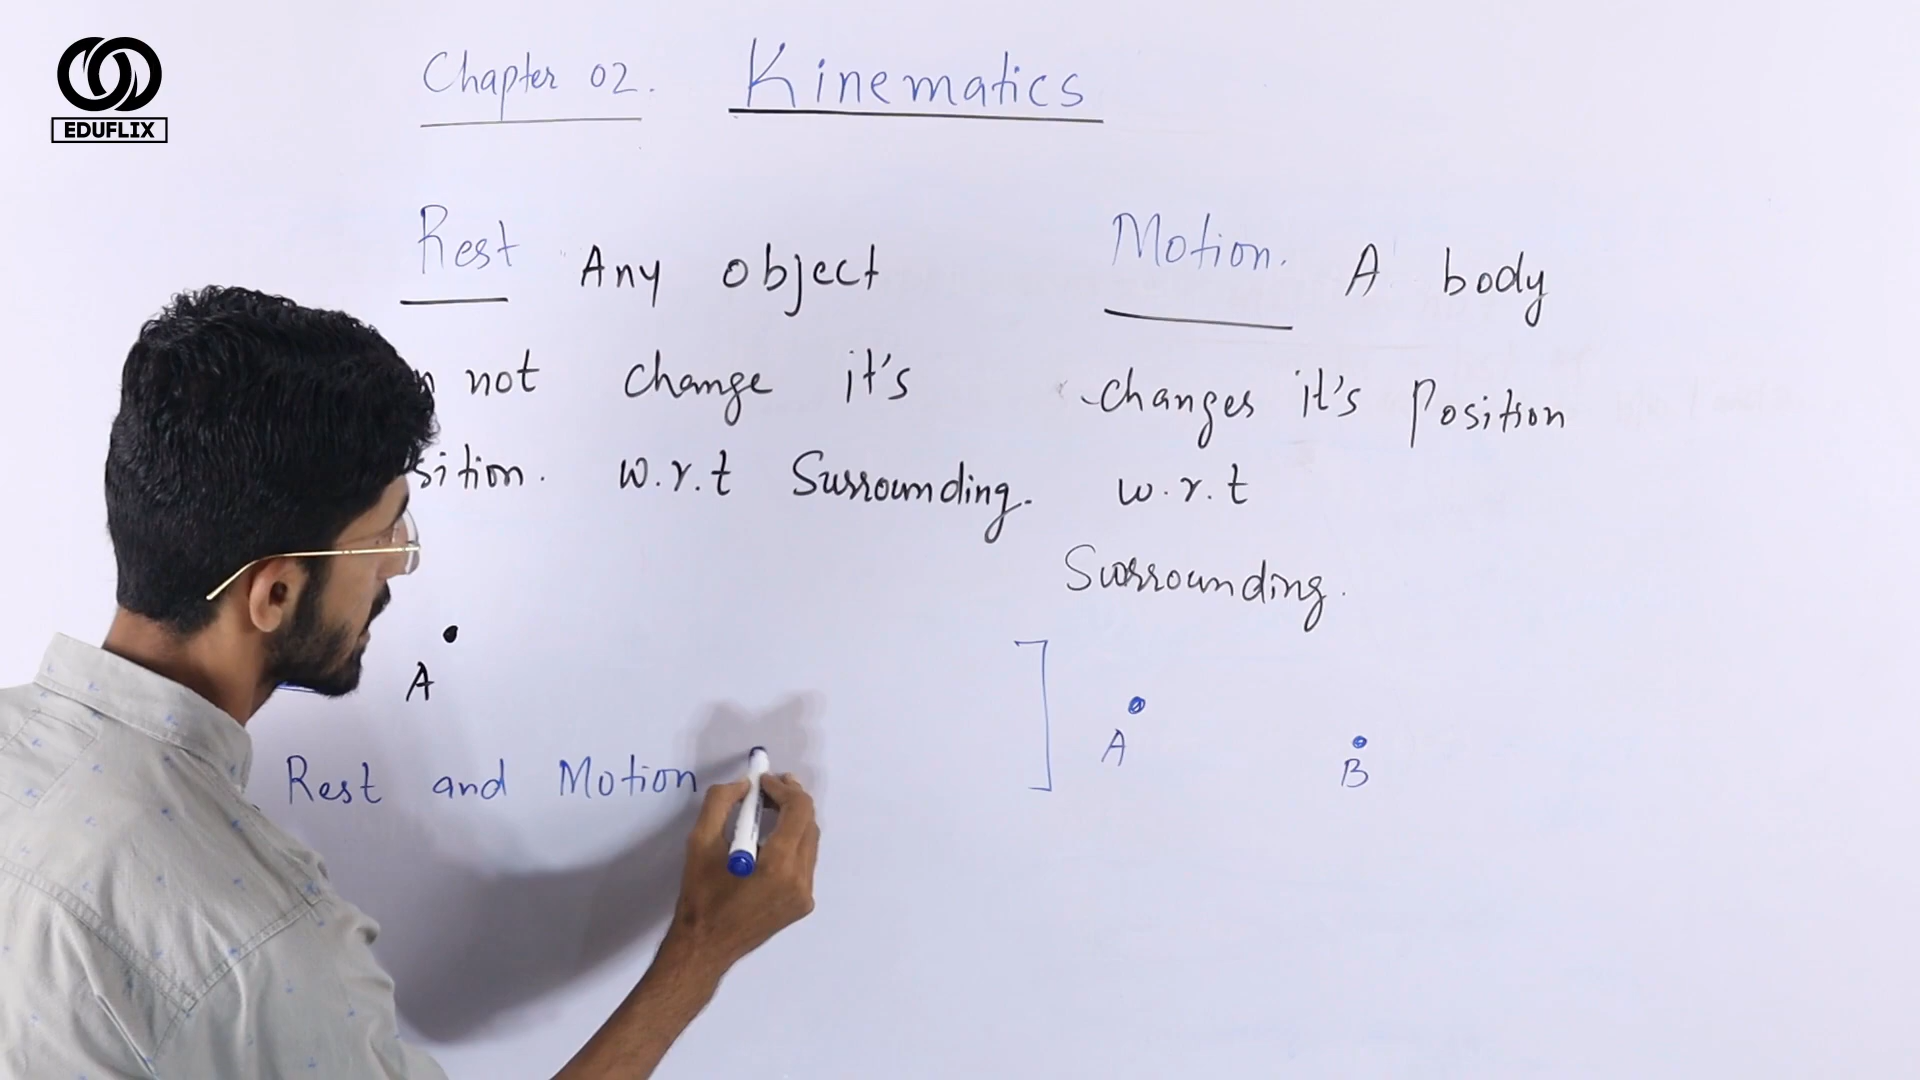 EDUFLIX
Chapter 02. Kinematics
Rest Any object
not change it's
w.r.t Surrounding.
Motion. A body
changes it's Position
w.r.t
Surrounding.
A
A
B
Rest and Motion